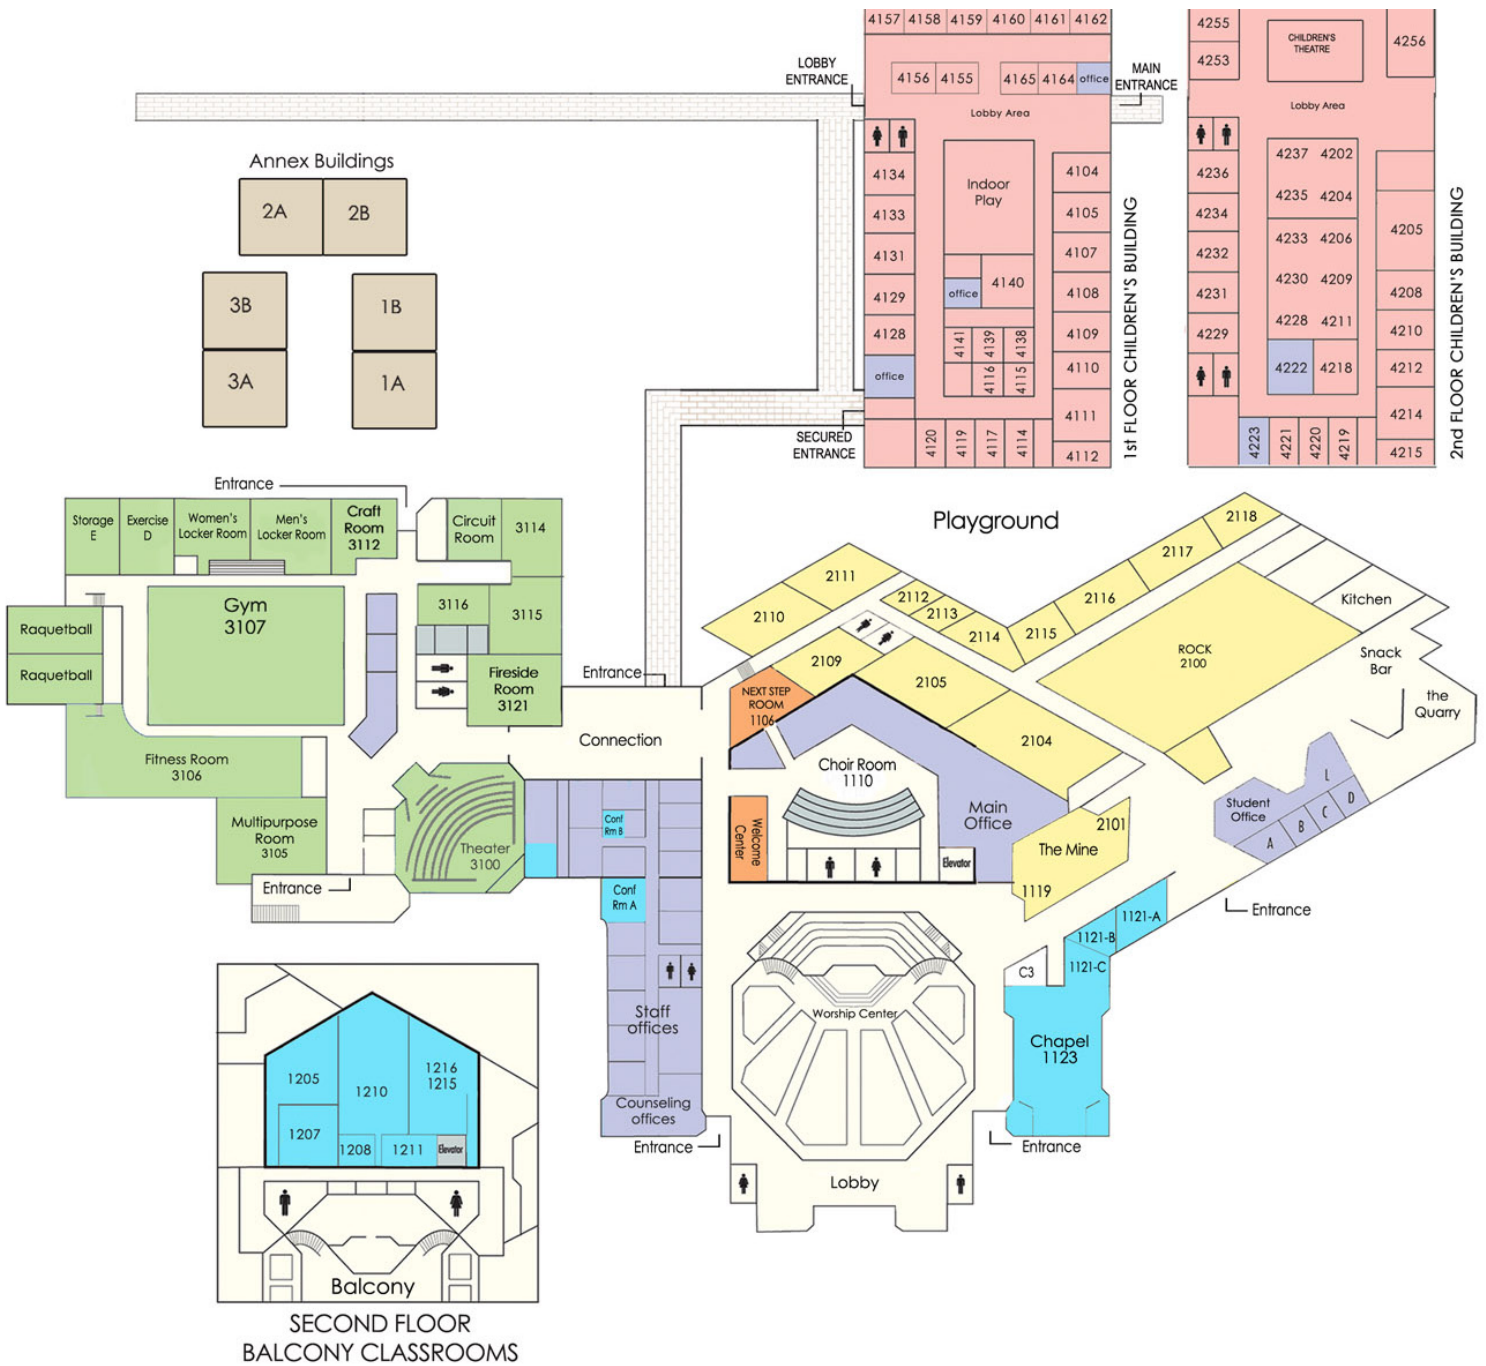 4157 4158 4159 4160 4161 4162
LOBBY
ENTRANCE
4156 4155 4165 4164 office
MAIN
ENTRANCE
Lobby Area
4134
4133
4131
4129
4128
office
Indoor
Play
office
4140
4141
4139
4138
4116
4115
4104
4105
4107
4108
4109
4110
4111
4112
SECURED
ENTRANCE
4120
4119
4117
4114
1st FLOOR CHILDREN'S BUILDING
4255
4253
CHILDREN'S
THEATRE
4256
Lobby Area
4236
4234
4232
4231
4229
4237 4202
4235 4204
4233 4206
4230 4209
4228 4211
4222 4218
4205
4208
4210
4212
4214
4215
4223
4221
4220
4219
2nd FLOOR CHILDREN'S BUILDING
Annex Buildings
2A 2B
3B
3A
1B
1A
Entrance
Storage
E
Exercise
D
Women's
Locker Room
Men's
Locker Room
Craft
Room
3112
Circuit
Room
3114
3116
3115
Gym
3107
Raquetball
Raquetball
Fireside
Room
3121
Fitness Room
3106
Multipurpose
Room
3105
Theater
3100
Entrance
Entrance
Connection
Playground
2118
2117
2116
2115
2114
2113
2112
2111
2110
2109
2105
2104
ROCK
2100
Kitchen
Snack
Bar
the
Quarry
NEXT STEP
ROOM
1106
Choir Room
1110
Welcome
Center
Main
Office
Elevator
2101
The Mine
1119
Student
Office
L
A
B
C
D
Entrance
Conf
Rm B
Conf
Rm A
Staff
offices
Counseling
offices
Entrance
1121-A
1121-B
1121-C
C3
Chapel
1123
Entrance
Worship Center
Lobby
1205
1210
1216
1215
1207
1208
1211
Elevator
Balcony
SECOND FLOOR
BALCONY CLASSROOMS